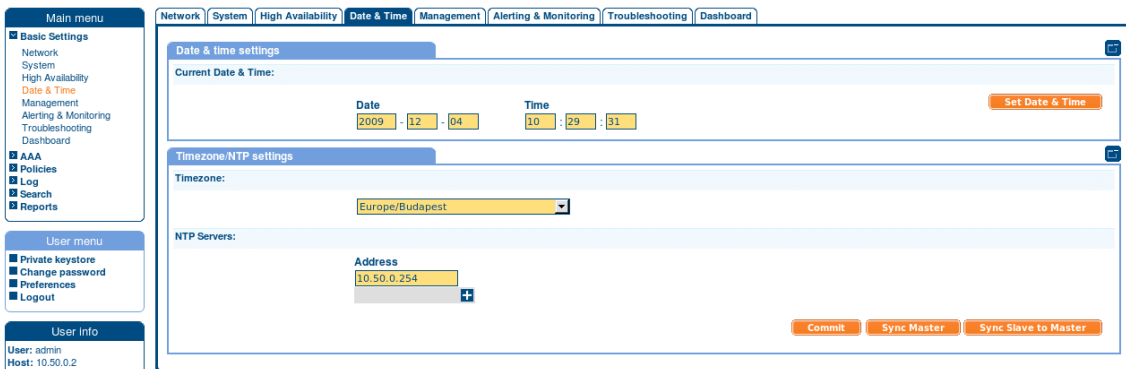 Main menu
Basic Settings
Network
System
High Availability
Date & Time
Management
Alerting & Monitoring
Troubleshooting
Dashboard
AAA
Policies
Log
Search
Reports
User menu
Private keystore
Change password
Preferences
Logout
User info
User: admin
Host: 10.50.0.2
Network System High Availability Date & Time Management Alerting & Monitoring Troubleshooting Dashboard
Date & time settings
Current Date & Time:
Set Date & Time
Date Time
2009 - 12 - 04 10 : 29 : 31
Timezone/NTP settings
Timezone:
Europe/Budapest
NTP Servers:
Address
10.50.0.254
Commit Sync Master Sync Slave to Master